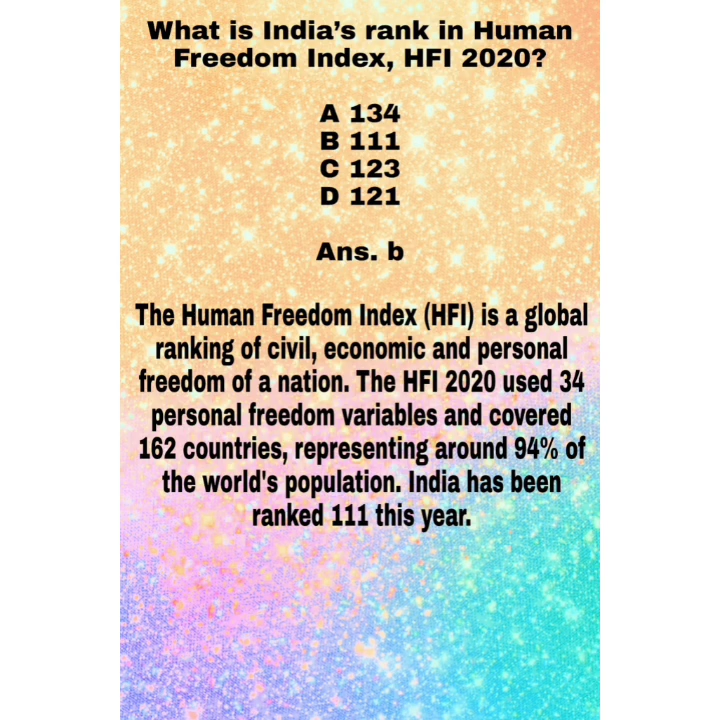 What is India’s rank in Human
Freedom Index, HFI 2020?
A 134
B 111
C 123
D 121
Ans. b
The Human Freedom Index (HFI) is a global
ranking of civil, economic and personal
freedom of a nation. The HFI 2020 used 34
personal freedom variables and covered
162 countries, representing around 94% of
the world's population. India has been
ranked 111 this year.